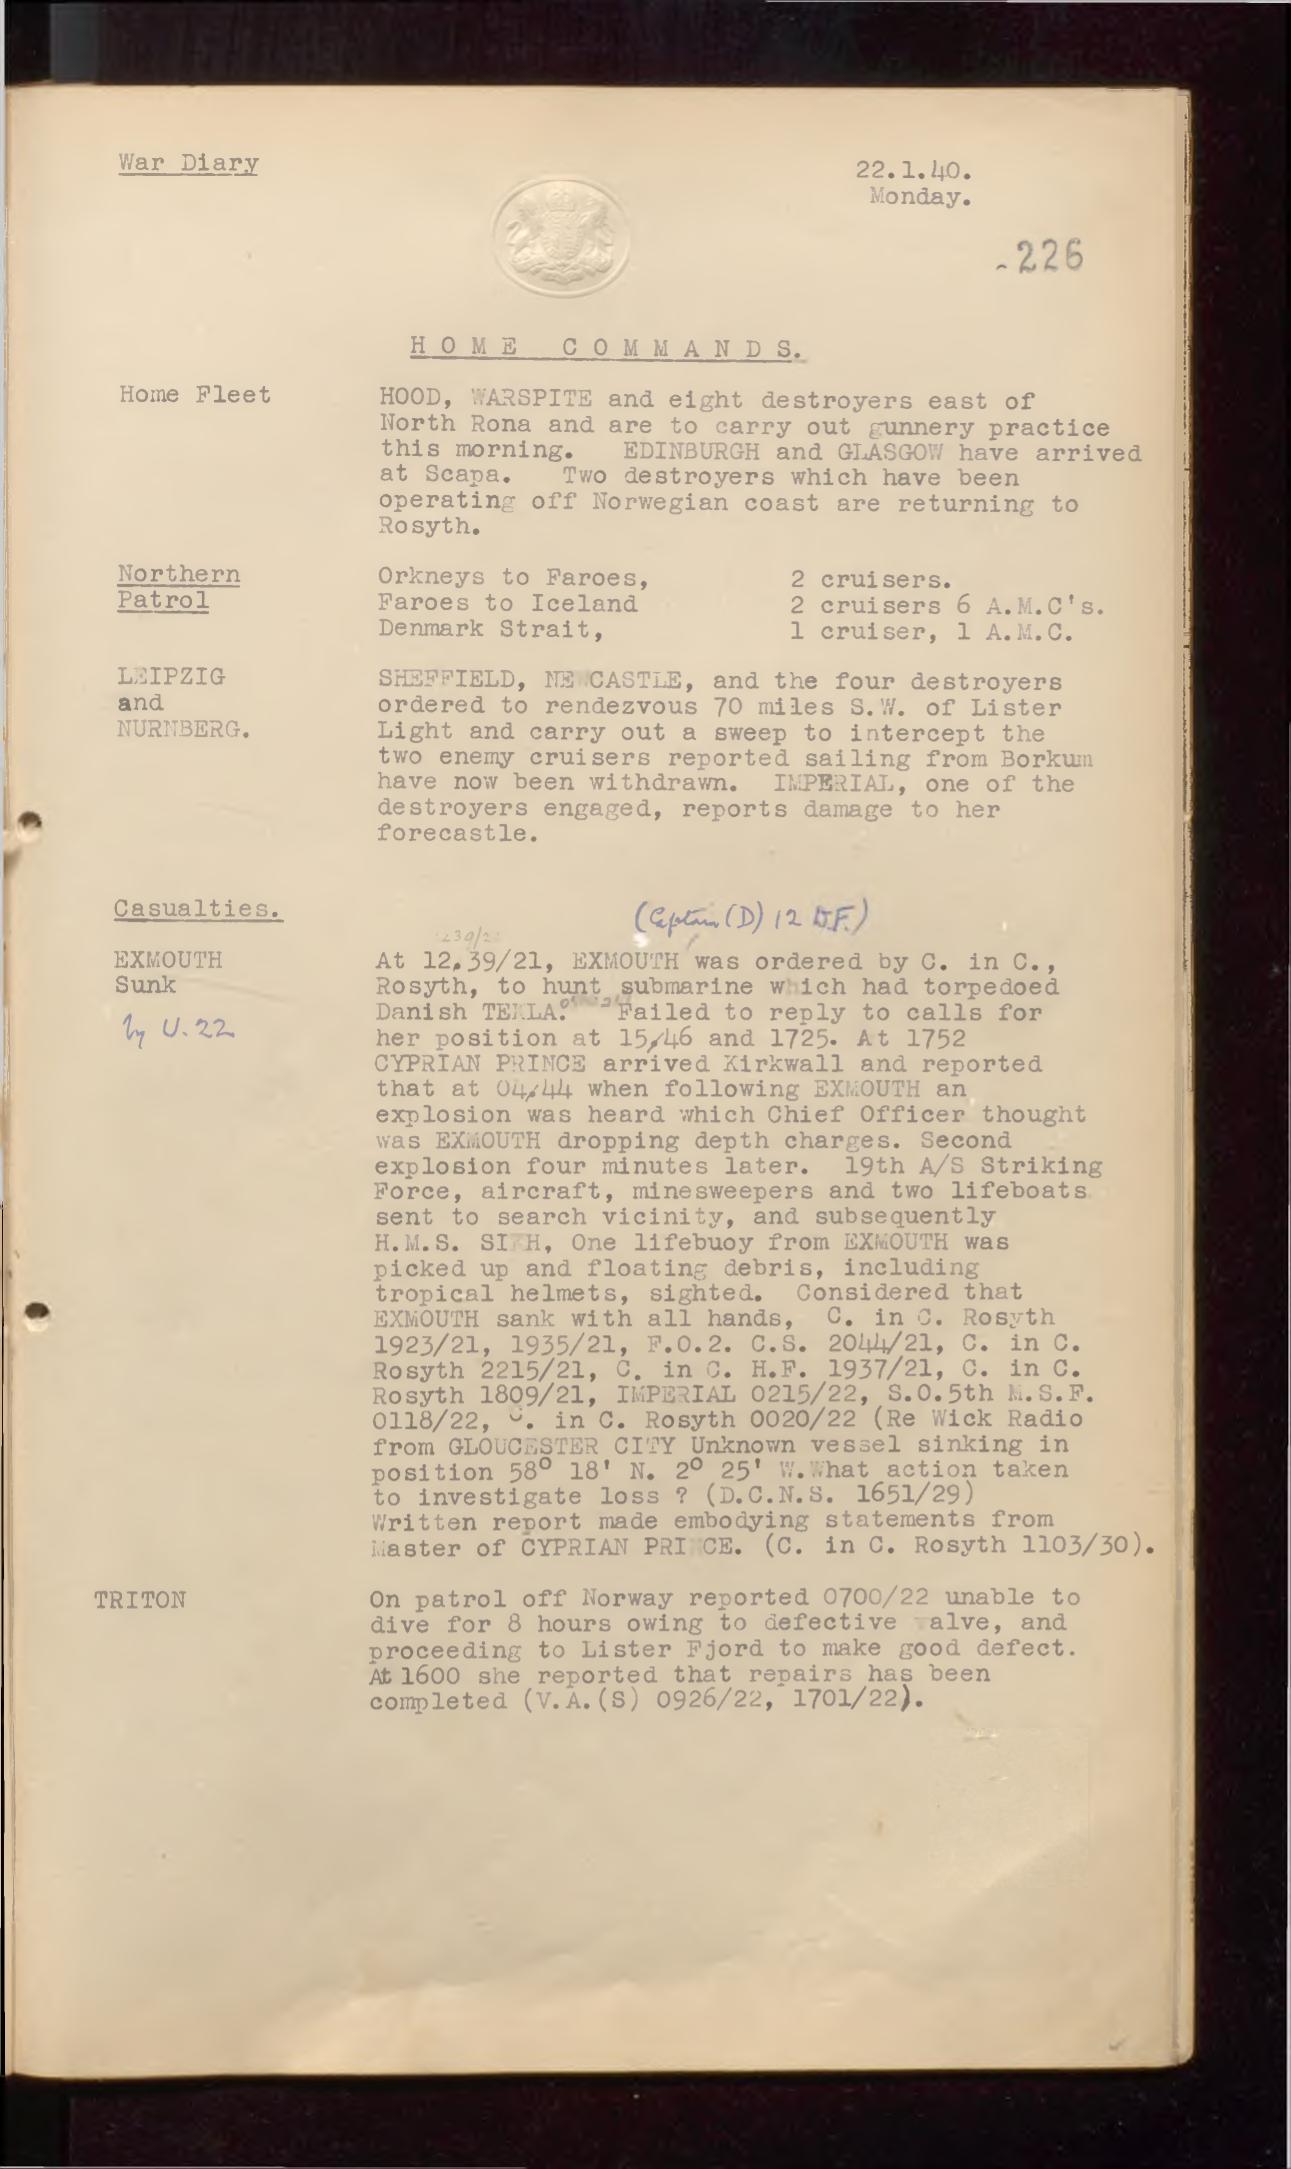 War Diary
22.1.40.
Monday.
226
HOME COMMANDS.
Home Fleet
HOOD, WARSPITE and eight destroyers east of
North Rona and are to carry out gunnery practice
this morning. EDINBURGH and GLASGOW have arrived
at Scapa. Two destroyers which have been
operating off Norwegian coast are returning to
Rosyth.
Northern
Patrol
Orkneys to Faroes, 2 cruisers.
Faroes to Iceland 2 cruisers 6 A.M.C's.
Denmark Strait, 1 cruiser, 1 A.M.C.
LEIPZIG
and
NURNBERG.
SHEFFIELD, NEWCASTLE, and the four destroyers
ordered to rendezvous 70 miles S.W. of Lister
Light and carry out a sweep to intercept the
two enemy cruisers reported sailing from Borkum
have now been withdrawn. IMPERIAL, one of the
destroyers engaged, reports damage to her
forecastle.
Casualties.
(Captain (D) 12 D.F.)
EXMOUTH
Sunk
by U.22
At 12.39/21, EXMOUTH was ordered by C. in C.,
Rosyth, to hunt submarine which had torpedoed
Danish TEKLA. Failed to reply to calls for
her position at 15/46 and 1725. At 1752
CYPRIAN PRINCE arrived Kirkwall and reported
that at 04/44 when following EXMOUTH an
explosion was heard which Chief Officer thought
was EXMOUTH dropping depth charges. Second
explosion four minutes later. 19th A/S Striking
Force, aircraft, minesweepers and two lifeboats
sent to search vicinity, and subsequently
H.M.S. SIKH, One lifebuoy from EXMOUTH was
picked up and floating debris, including
tropical helmets, sighted. Considered that
EXMOUTH sank with all hands, C. in C. Rosyth
1923/21, 1935/21, F.O.2. C.S. 2044/21, C. in C.
Rosyth 2215/21, C. in C. H.F. 1937/21, C. in C.
Rosyth 1809/21, IMPERIAL 0215/22, S.O.5th M.S.F.
0118/22, C. in C. Rosyth 0020/22 (Re Wick Radio
from GLOUCESTER CITY Unknown vessel sinking in
position 58° 18' N. 2° 25' W. What action taken
to investigate loss ? (D.C.N.S. 1651/29)
Written report made embodying statements from
Master of CYPRIAN PRINCE. (C. in C. Rosyth 1103/30).
TRITON
On patrol off Norway reported 0700/22 unable to
dive for 8 hours owing to defective valve, and
proceeding to Lister Fjord to make good defect.
At 1600 she reported that repairs has been
completed (V.A.(S) 0926/22, 1701/22).